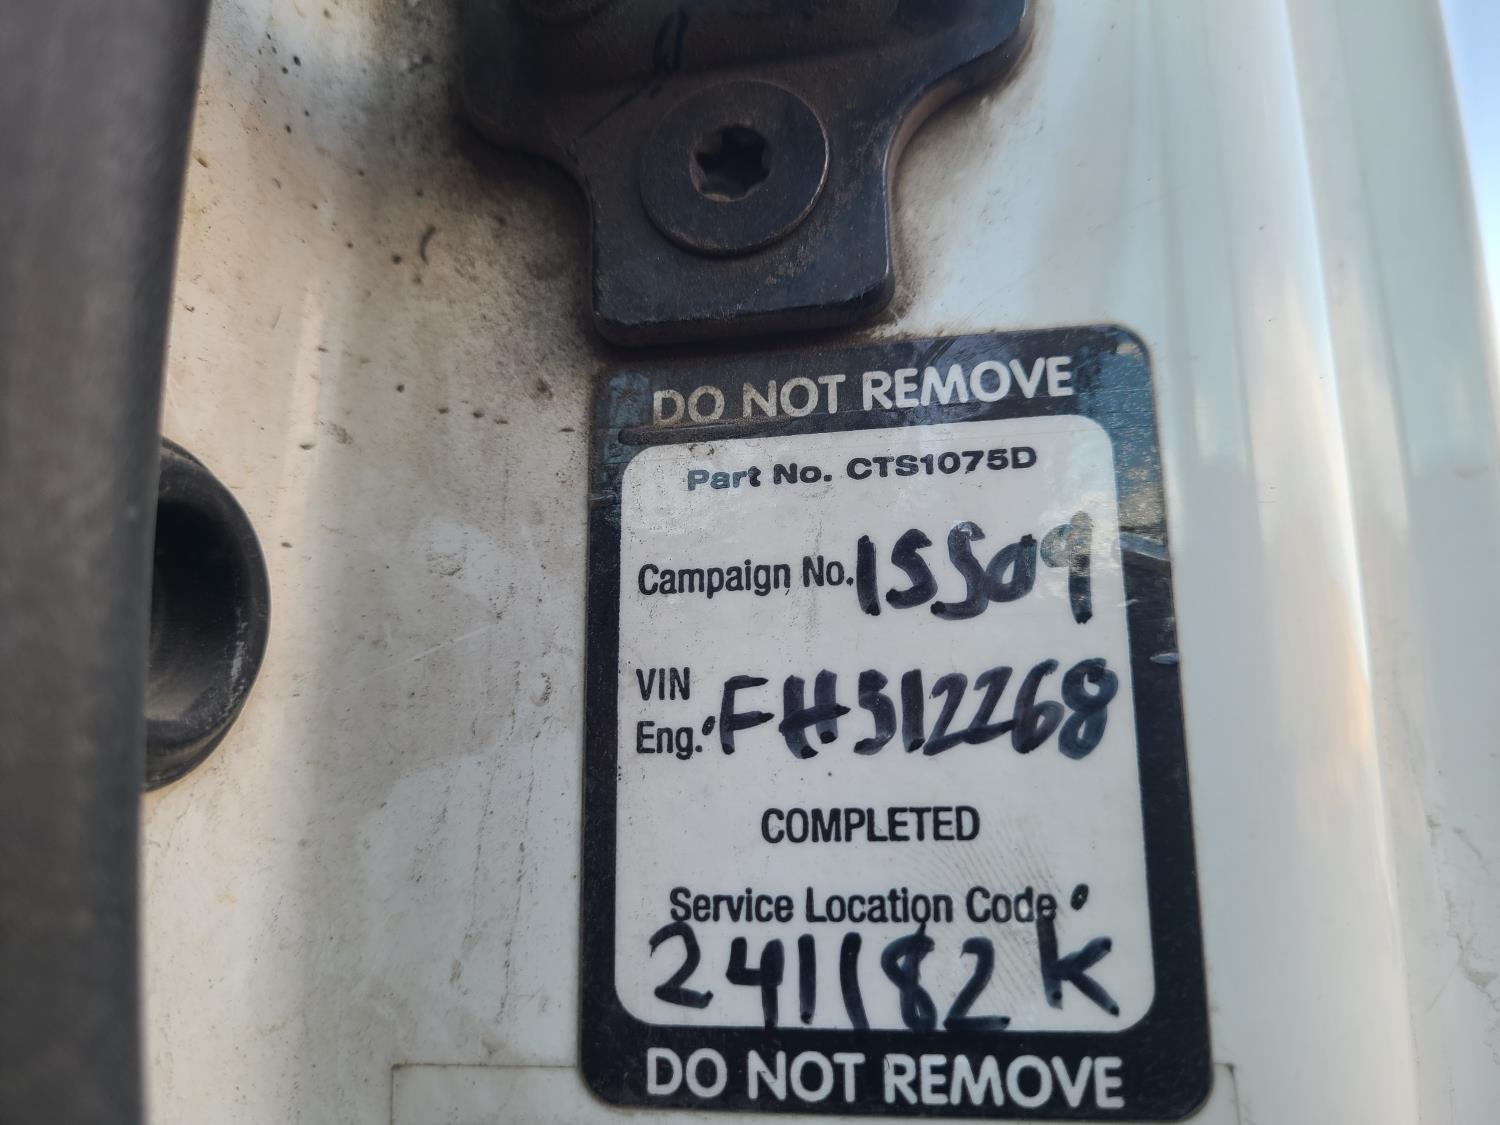 DO NOT REMOVE
Part No. CTS1075D
Campaign No. 15509
VIN
Eng. FH312268
COMPLETED
Service Location Code
241182K
DO NOT REMOVE